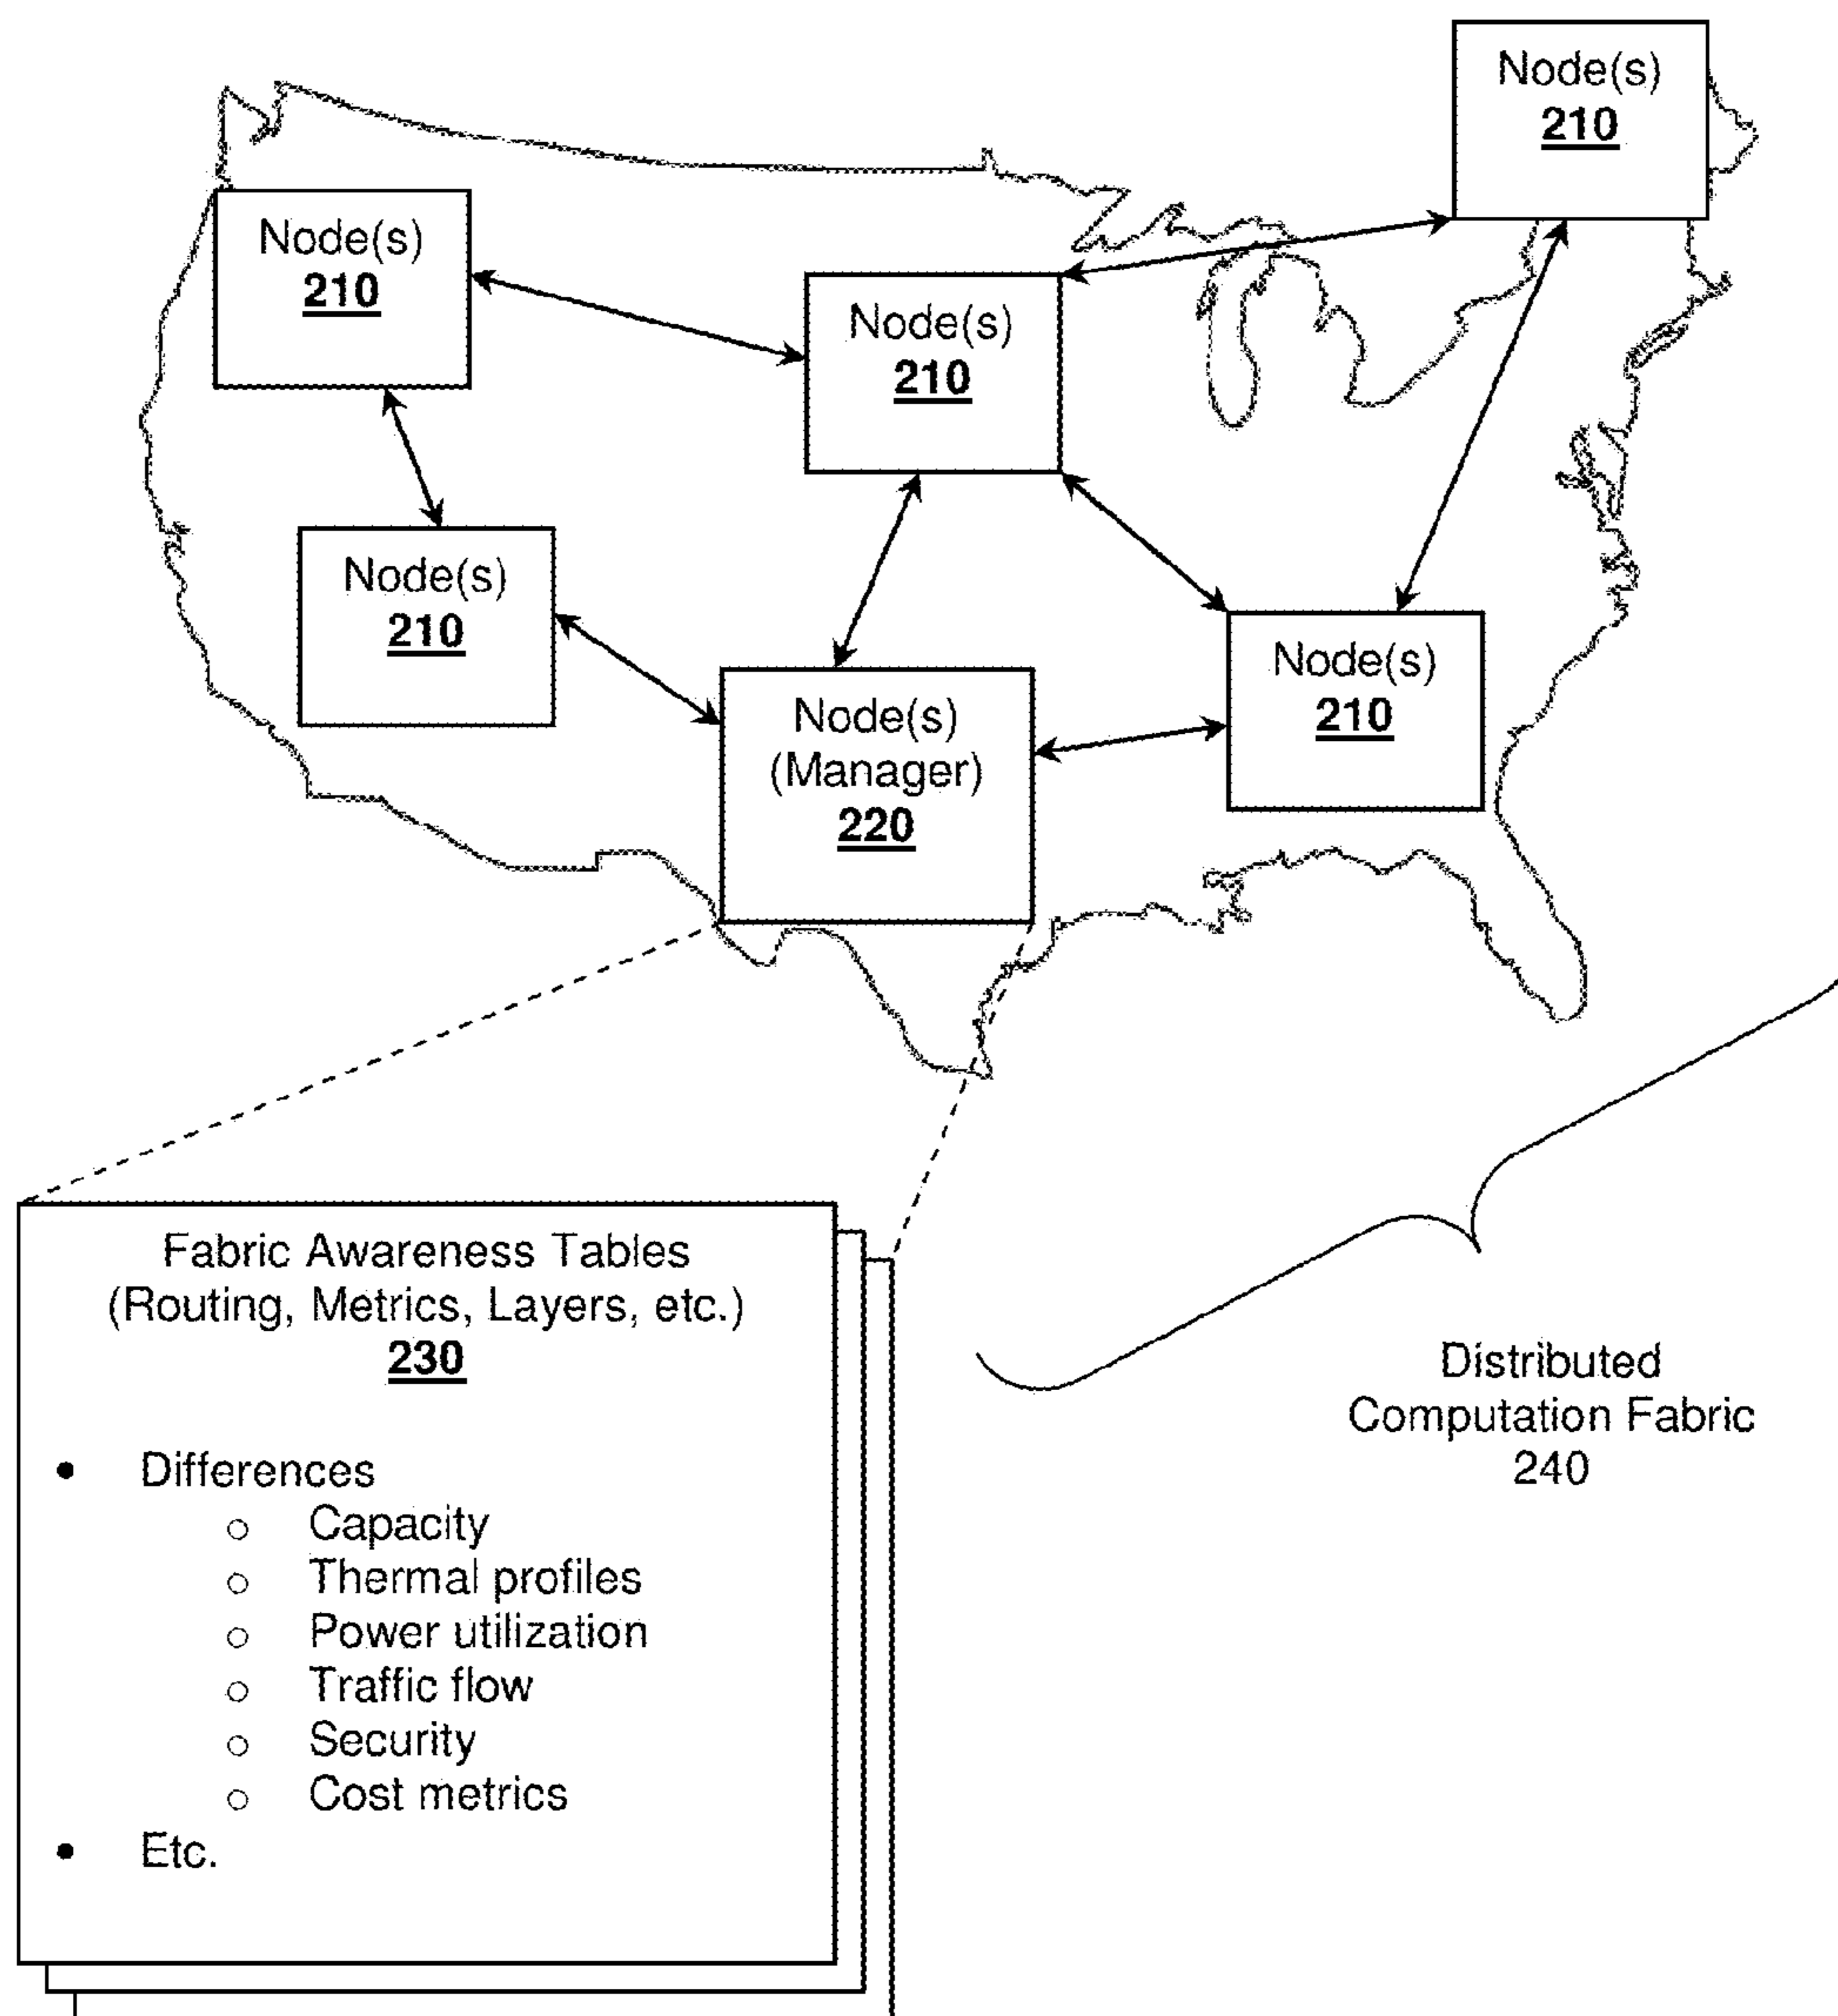 Node(s)
210
Node(s)
210
Node(s)
210
Node(s)
210
Node(s)
210
Node(s)
(Manager)
220
Fabric Awareness Tables
(Routing, Metrics, Layers, etc.)
230
• Differences
○ Capacity
○ Thermal profiles
○ Power utilization
○ Traffic flow
○ Security
○ Cost metrics
• Etc.
Distributed
Computation Fabric
240